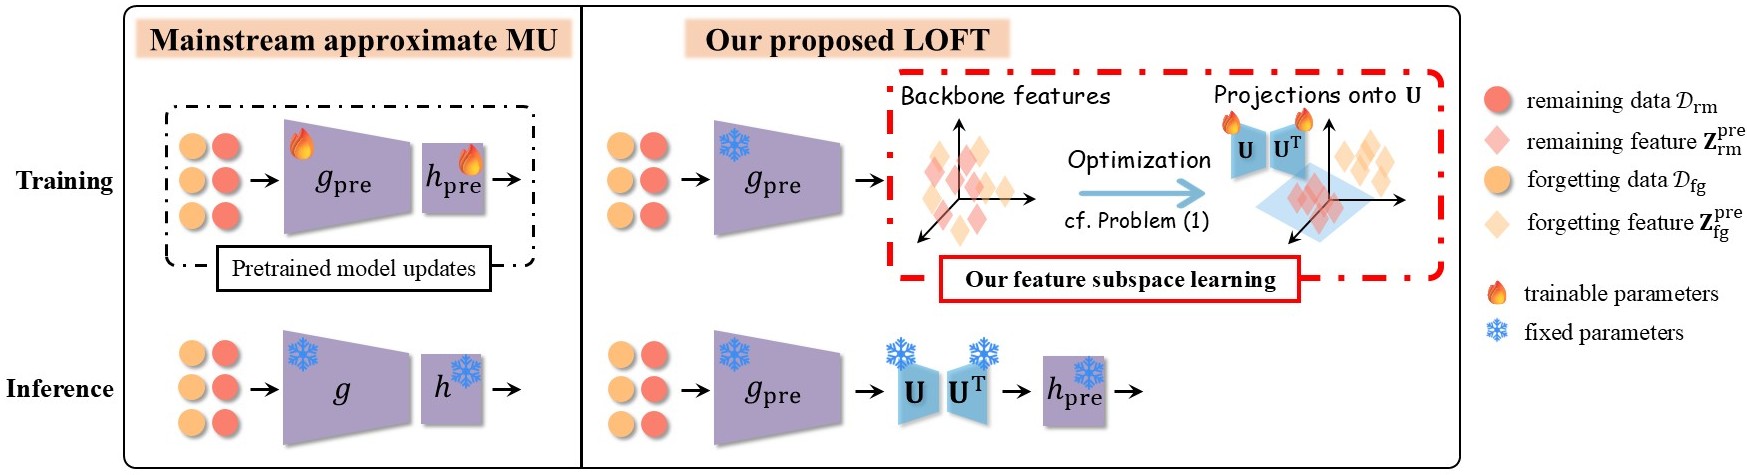 Mainstream approximate MU
Our proposed LOFT
Training
g_pre
h_pre
Pretrained model updates
g_pre
Backbone features
Optimization
cf. Problem (1)
Projections onto U
U
U^T
Our feature subspace learning
Inference
g
h
g_pre
U
U^T
h_pre
remaining data 𝒟_rm
remaining feature Z_rm^pre
forgetting data 𝒟_fg
forgetting feature Z_fg^pre
trainable parameters
fixed parameters